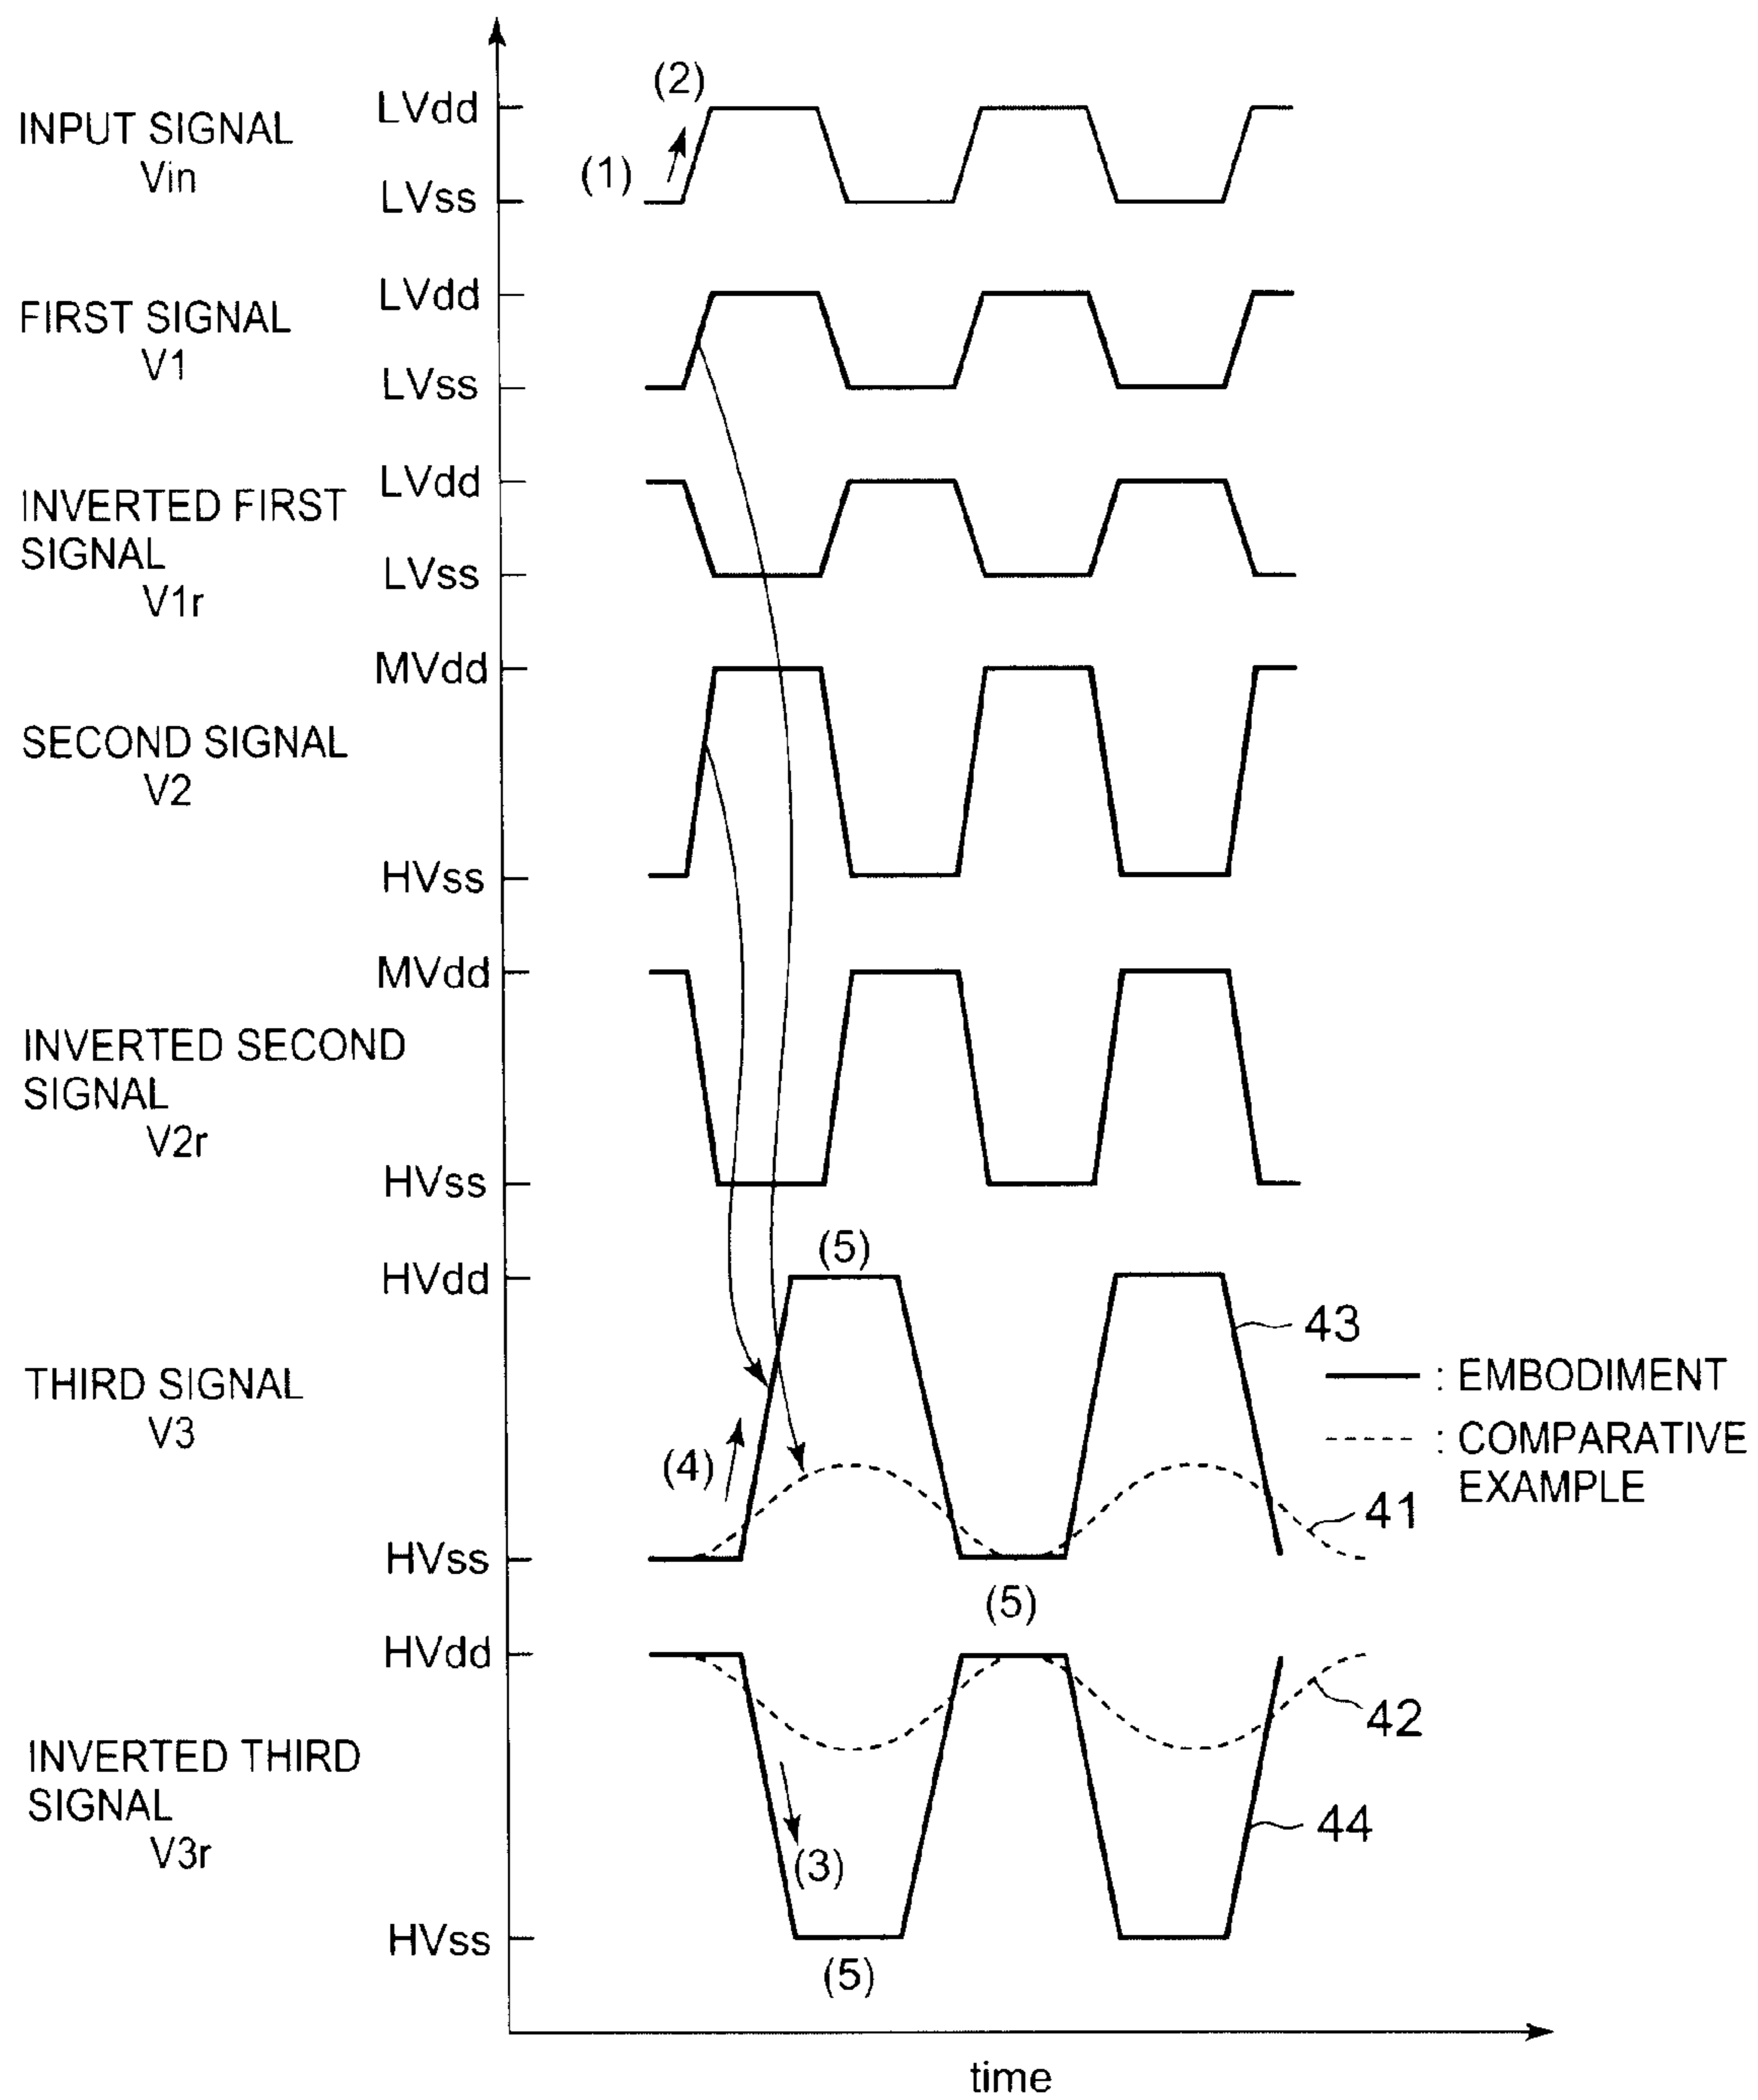 (2)
LVdd
INPUT SIGNAL
Vin
(1)
LVss
LVdd
FIRST SIGNAL
V1
LVss
LVdd
INVERTED FIRST
SIGNAL
V1r
LVss
MVdd
SECOND SIGNAL
V2
HVss
MVdd
INVERTED SECOND
SIGNAL
V2r
HVss
(5)
HVdd
43
: EMBODIMENT
THIRD SIGNAL
V3
: COMPARATIVE
EXAMPLE
(4)
41
HVss
(5)
HVdd
42
INVERTED THIRD
SIGNAL
V3r
44
(3)
HVss
(5)
time